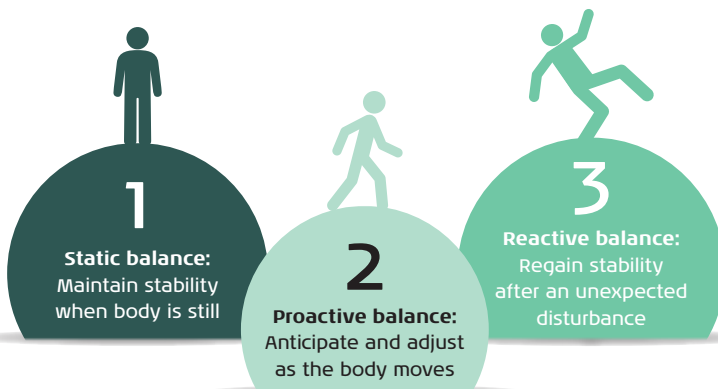 1
Static balance:
Maintain stability
when body is still
2
Proactive balance:
Anticipate and adjust
as the body moves
3
Reactive balance:
Regain stability
after an unexpected
disturbance